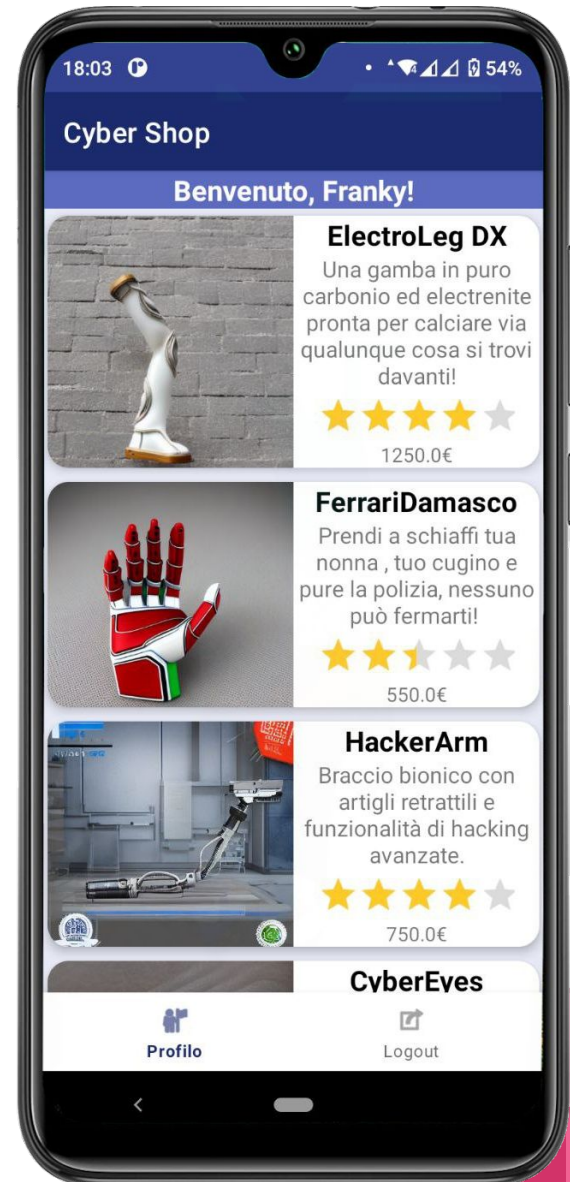 18:03
54%
Cyber Shop
Benvenuto, Franky!
ElectroLeg DX
Una gamba in puro
carbonio ed electrenite
pronta per calciare via
qualunque cosa si trovi
davanti!
1250.0€
FerrariDamasco
Prendi a schiaffi tua
nonna , tuo cugino e
pure la polizia, nessuno
può fermarti!
550.0€
HackerArm
Braccio bionico con
artigli retrattili e
funzionalità di hacking
avanzate.
750.0€
CyberEyes
Profilo
Logout